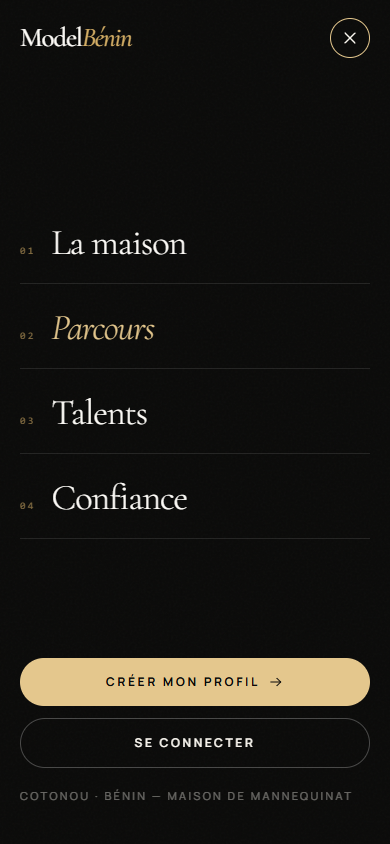 ModelBénin
01 La maison
02 Parcours
03 Talents
04 Confiance
CRÉER MON PROFIL →
SE CONNECTER
COTONOU · BÉNIN — MAISON DE MANNEQUINAT